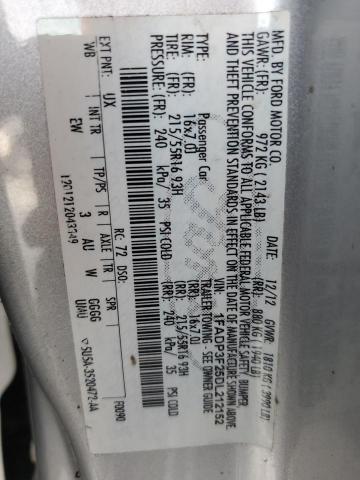 MFD. BY FORD MOTOR CO.
DATE: 12/12 GVWR: 1810 KG (3990 LB)
GAWR: (FR): 972 KG (2143 LB) (RR): 880 KG (1940 LB)
THIS VEHICLE CONFORMS TO ALL APPLICABLE FEDERAL MOTOR VEHICLE SAFETY, BUMPER,
AND THEFT PREVENTION STANDARDS IN EFFECT ON THE DATE OF MANUFACTURE SHOWN ABOVE.
VIN: 1FADP3F25DL212152
TYPE: Passenger Car TRAILER TOWING - SEE OWNER GUIDE
RIM: (FR): 16x7.0 (RR): 16x7.0
TIRE: (FR): 215/55R16 93H (RR): 215/55R16 93H
PRESSURE: (FR): 240 kPa/ 35 PSI COLD (RR): 240 kPa/ 35 PSI COLD
EXT PNT: UX RC: 72 DSO: F0090
WB INT TR TP/PS R AXLE TR SPR
EW 3 AU W GGGG
UAU
5U5A-3520472-AA